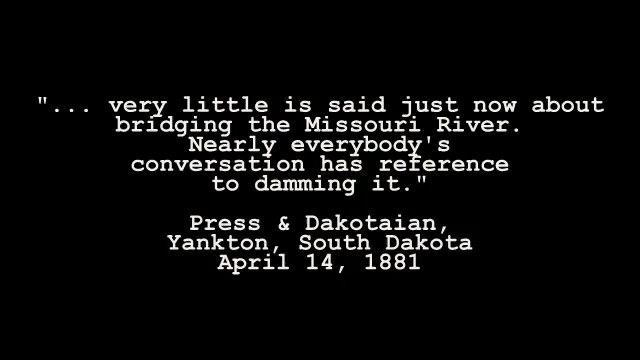 "... very little is said just now about
bridging the Missouri River.
Nearly everybody's
conversation has reference
to damming it."
Press & Dakotaian,
Yankton, South Dakota
April 14, 1881